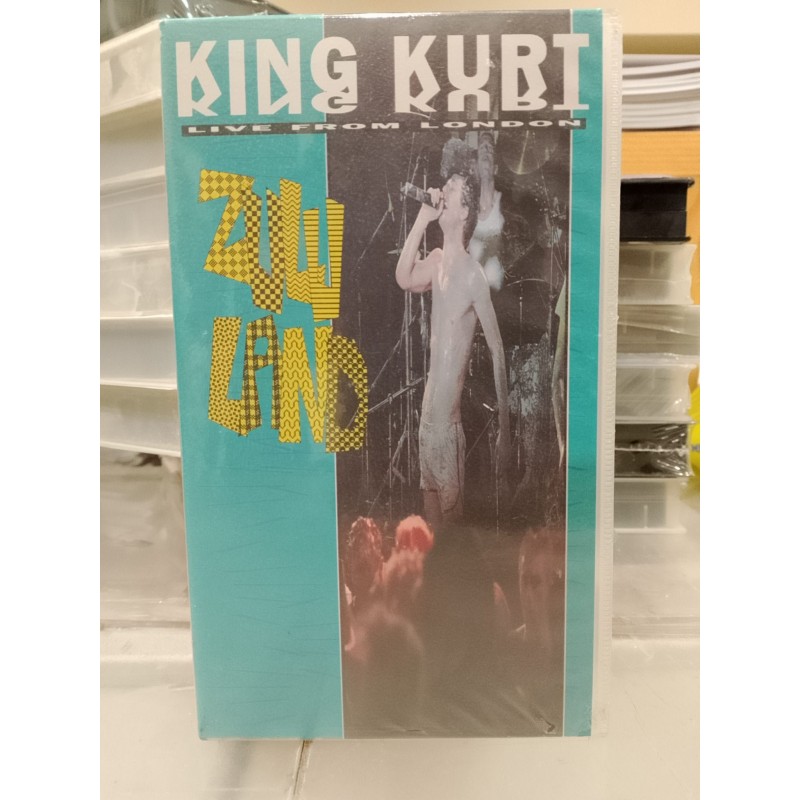 KING KURT
LIVE FROM LONDON
ZULU
LAND